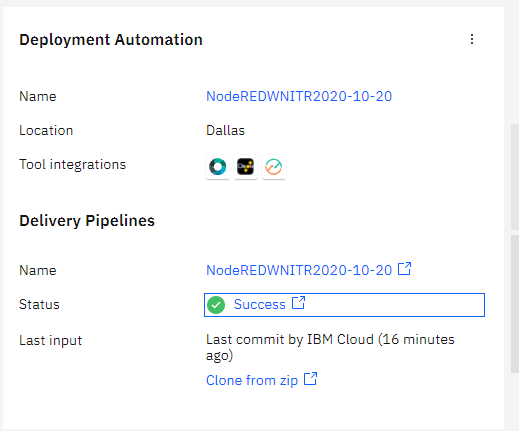 Deployment Automation
Name
NodeREDWNITR2020-10-20
Location
Dallas
Tool integrations
Delivery Pipelines
Name
NodeREDWNITR2020-10-20
Status
Success
Last input
Last commit by IBM Cloud (16 minutes
ago)
Clone from zip